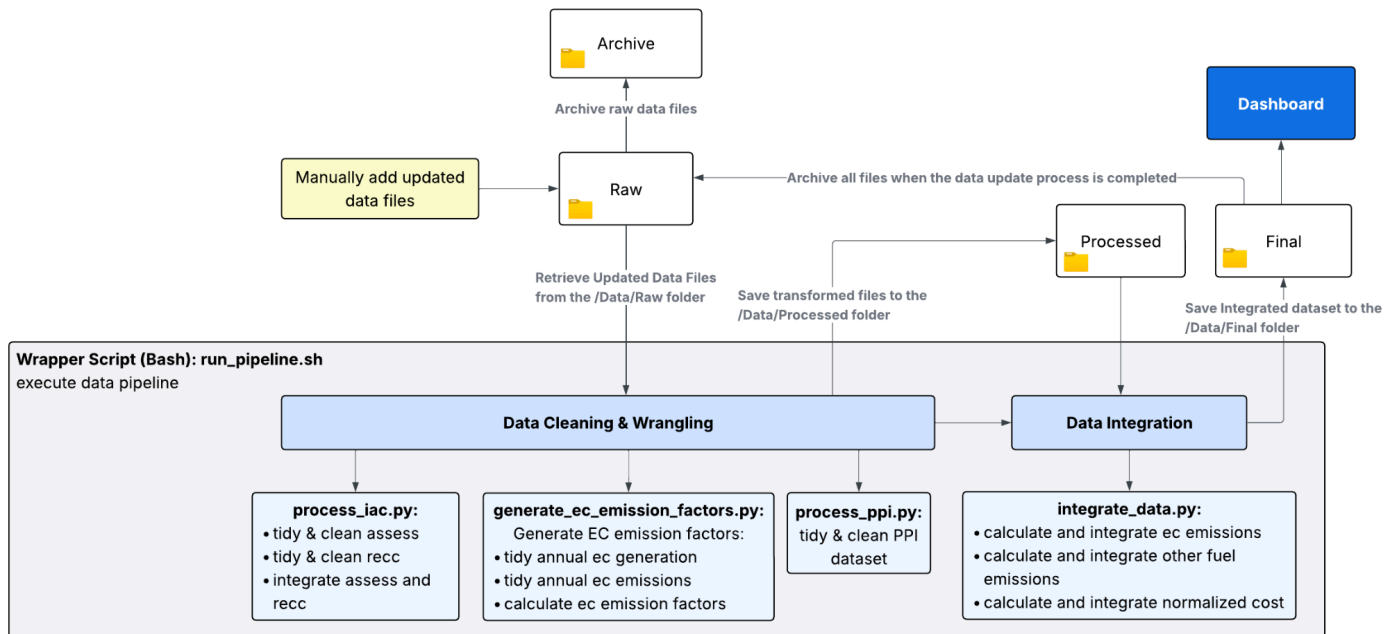 Archive
Archive raw data files
Dashboard
Manually add updated
data files
Raw
Archive all files when the data update process is completed
Processed
Final
Retrieve Updated Data Files
from the /Data/Raw folder
Save transformed files to the
/Data/Processed folder
Save Integrated dataset to the
/Data/Final folder
Wrapper Script (Bash): run_pipeline.sh
execute data pipeline
Data Cleaning & Wrangling
Data Integration
process_iac.py:
• tidy & clean assess
• tidy & clean recc
• integrate assess and
recc
generate_ec_emission_factors.py:
Generate EC emission factors:
• tidy annual ec generation
• tidy annual ec emissions
• calculate ec emission factors
process_ppi.py:
tidy & clean PPI
dataset
integrate_data.py:
• calculate and integrate ec emissions
• calculate and integrate other fuel
emissions
• calculate and integrate normalized cost